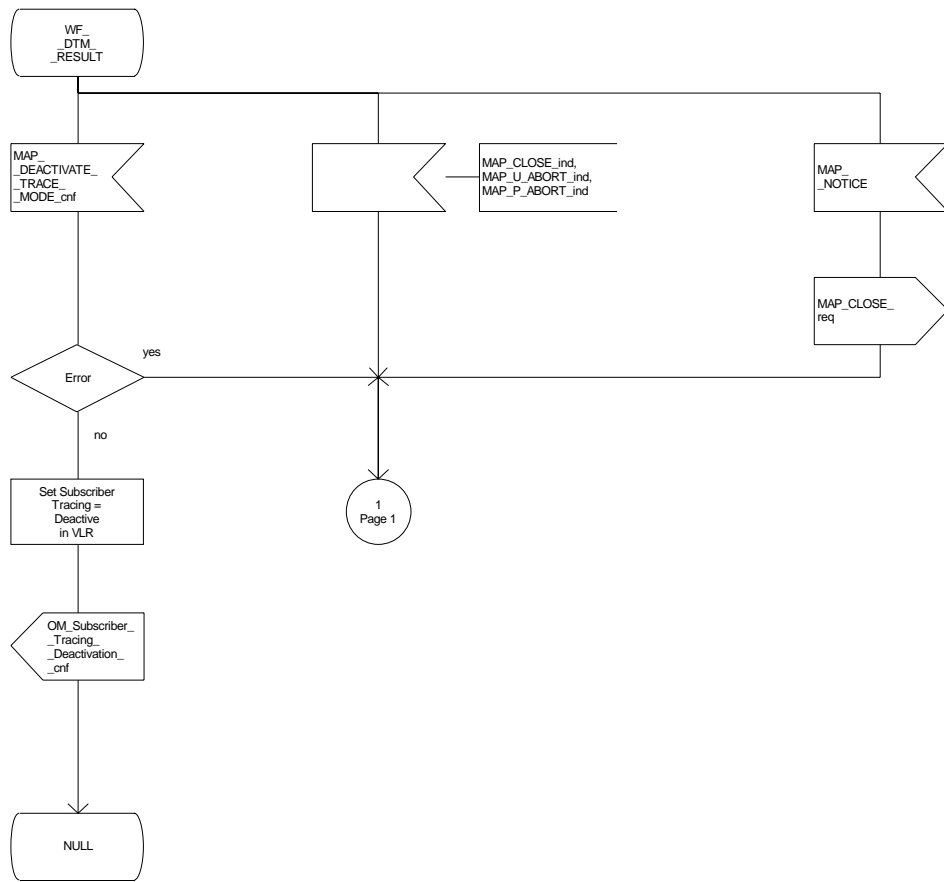 WF_
_DTM_
_RESULT
MAP_
_DEACTIVATE_
_TRACE_
_MODE_cnf
MAP_CLOSE_ind,
MAP_U_ABORT_ind,
MAP_P_ABORT_ind
MAP_
_NOTICE
MAP_CLOSE_
req
yes
Error
no
Set Subscriber
Tracing =
Deactive
in VLR
1
Page 1
OM_Subscriber_
_Tracing_
_Deactivation_
_cnf
NULL